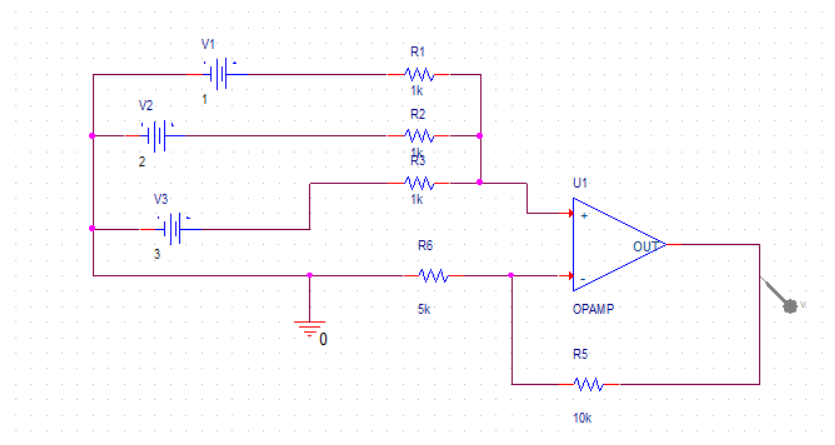 V1
R1
1
1k
V2
R2
2
1k
R3
V3
1k
U1
3
+
R6
OUT
-
5k
OPAMP
V
0
R5
10k